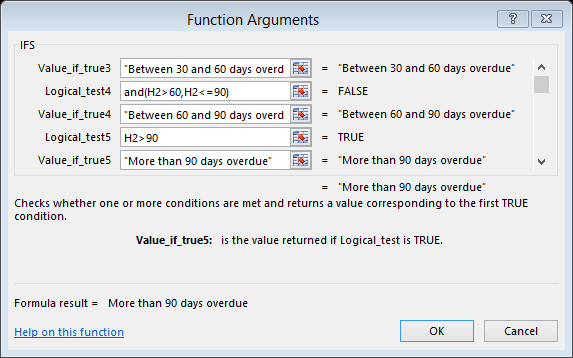 Function Arguments
?
IFS
Value_if_true3 "Between 30 and 60 days overd = "Between 30 and 60 days overdue"
Logical_test4 and(H2>60,H2<=90) = FALSE
Value_if_true4 "Between 60 and 90 days overd = "Between 60 and 90 days overdue"
Logical_test5 H2>90 = TRUE
Value_if_true5 "More than 90 days overdue" = "More than 90 days overdue"
= "More than 90 days overdue"
Checks whether one or more conditions are met and returns a value corresponding to the first TRUE
condition.
Value_if_true5: is the value returned if Logical_test is TRUE.
Formula result = More than 90 days overdue
Help on this function
OK Cancel